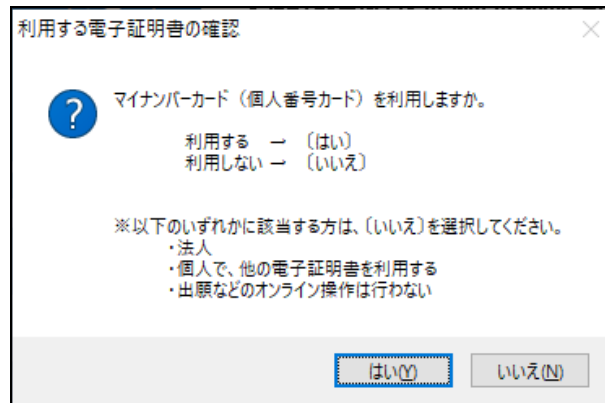 利用する電子証明書の確認
?
マイナンバーカード（個人番号カード）を利用しますか。
利用する　→　〔はい〕
利用しない →　〔いいえ〕
※以下のいずれかに該当する方は、〔いいえ〕を選択してください。
・法人
・個人で、他の電子証明書を利用する
・出願などのオンライン操作は行わない
はい(Y)
いいえ(N)